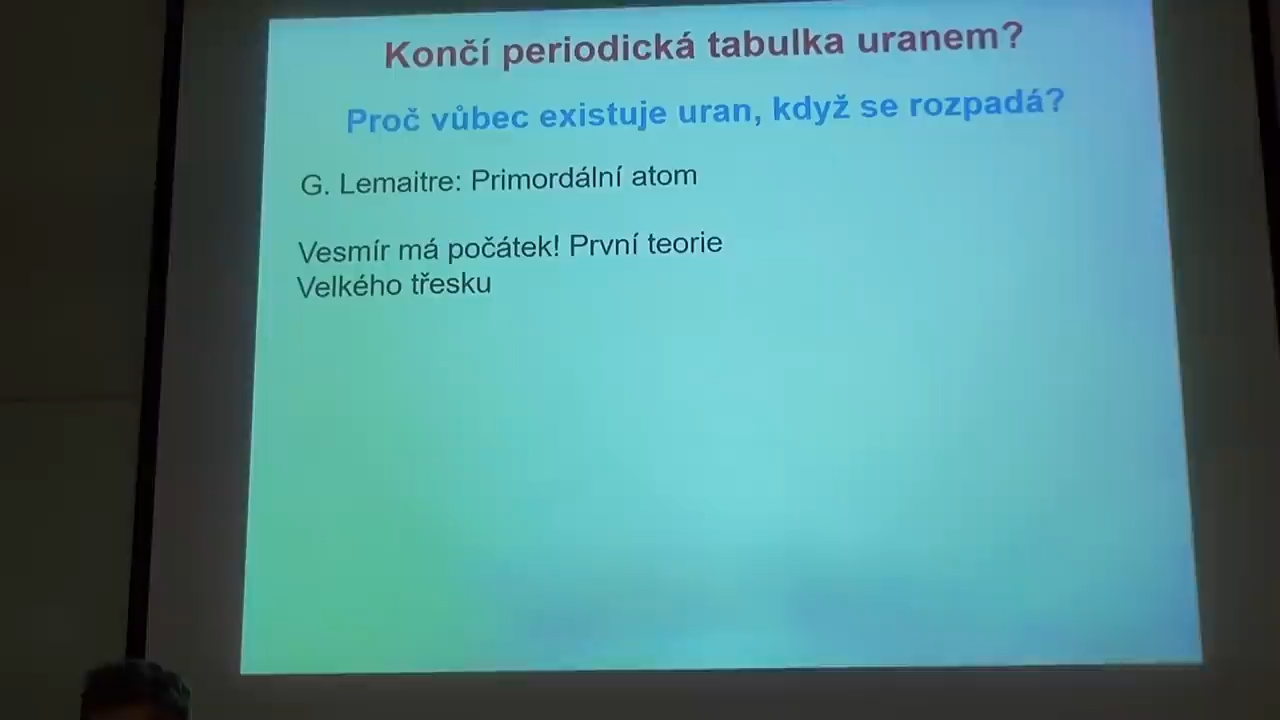 Končí periodická tabulka uranem?
Proč vůbec existuje uran, když se rozpadá?
G. Lemaitre: Primordální atom
Vesmír má počátek! První teorie
Velkého třesku